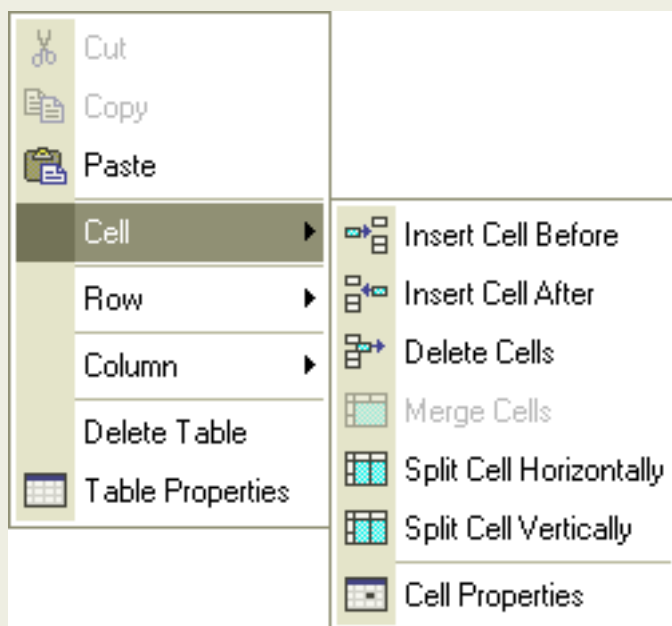 Cut
Copy
Paste
Cell
Row
Column
Delete Table
Table Properties
Insert Cell Before
Insert Cell After
Delete Cells
Merge Cells
Split Cell Horizontally
Split Cell Vertically
Cell Properties